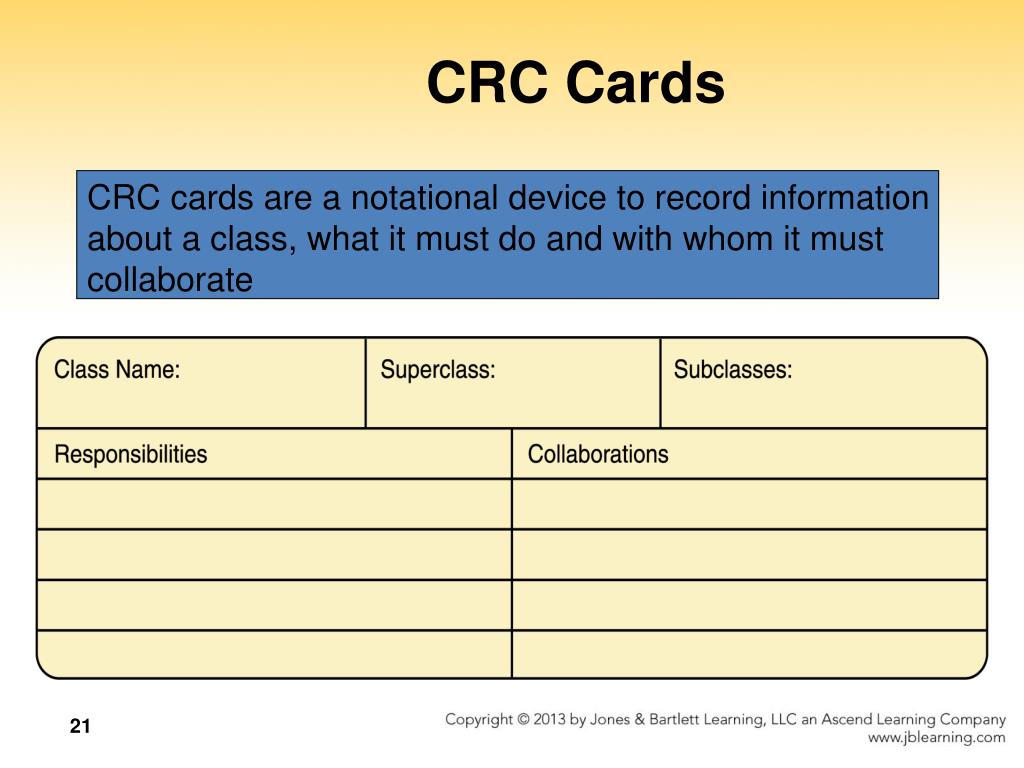 CRC Cards
CRC cards are a notational device to record information
about a class, what it must do and with whom it must
collaborate
Class Name:
Superclass:
Subclasses:
Responsibilities
Collaborations
21
Copyright © 2013 by Jones & Bartlett Learning, LLC an Ascend Learning Company
www.jblearning.com